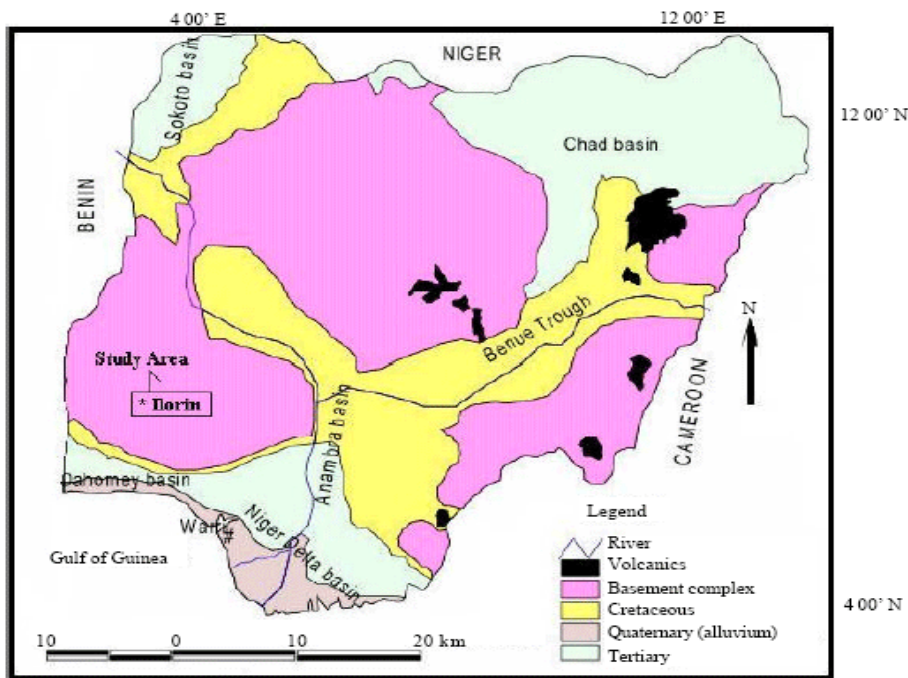 4 00' E
12 00' E
NIGER
12 00' N
Sokoto basin
Chad basin
BENIN
N
Benue Trough
Study Area
* Ilorin
CAMEROON
Anambra basin
Dahomey basin
Legend
Warri
#
Niger Delta basin
Gulf of Guinea
River
Volcanics
Basement complex
Cretaceous
4 00' N
Quaternary (alluvium)
Tertiary
10 0 10 20 km